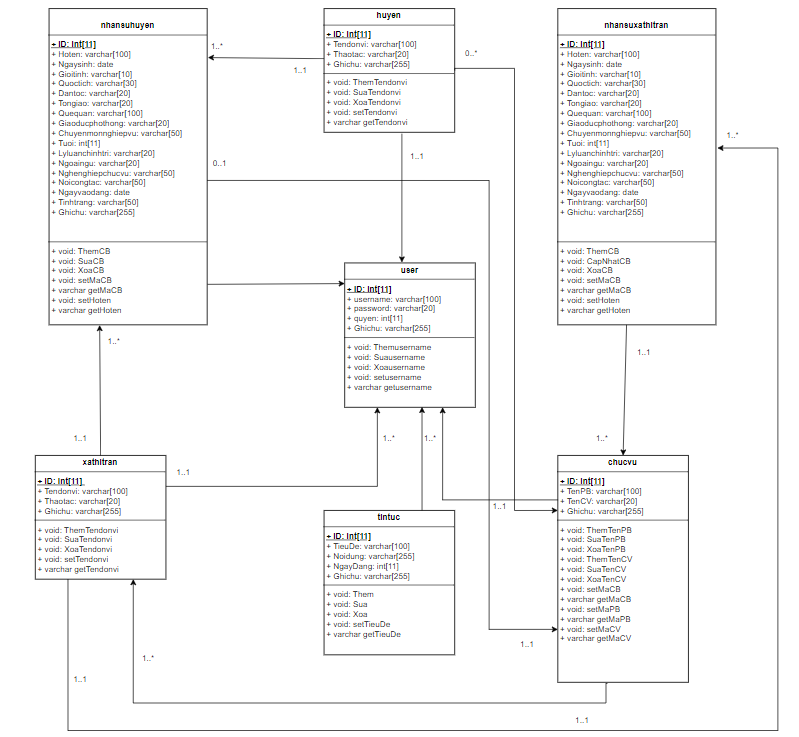 nhansuhuyen
+ ID: Int[11]
+ Hoten: varchar[100]
+ Ngaysinh: date
+ Gioitinh: varchar[10]
+ Quoctich: varchar[30]
+ Dantoc: varchar[20]
+ Tongiao: varchar[20]
+ Quequan: varchar[100]
+ Giaoducphothong: varchar[20]
+ Chuyenmonnghiepvu: varchar[50]
+ Tuoi: int[11]
+ Lyluanchinhtri: varchar[20]
+ Ngoaingu: varchar[20]
+ Nghenghiepchucvu: varchar[50]
+ Noicongtac: varchar[50]
+ Ngayvaodang: date
+ Tinhtrang: varchar[50]
+ Ghichu: varchar[255]
+ void: ThemCB
+ void: SuaCB
+ void: XoaCB
+ void: setMaCB
+ varchar getMaCB
+ void: setHoten
+ varchar getHoten
1..*
1..1
0..1
huyen
+ ID: Int[11]
+ Tendonvi: varchar[100]
+ Thaotac: varchar[20]
+ Ghichu: varchar[255]
+ void: ThemTendonvi
+ void: SuaTendonvi
+ void: XoaTendonvi
+ void: setTendonvi
+ varchar getTendonvi
0..*
1..1
nhansuxathitran
+ ID: Int[11]
+ Hoten: varchar[100]
+ Ngaysinh: date
+ Gioitinh: varchar[10]
+ Quoctich: varchar[30]
+ Dantoc: varchar[20]
+ Tongiao: varchar[20]
+ Quequan: varchar[100]
+ Giaoducphothong: varchar[20]
+ Chuyenmonnghiepvu: varchar[50]
+ Tuoi: int[11]
+ Lyluanchinhtri: varchar[20]
+ Ngoaingu: varchar[20]
+ Nghenghiepchucvu: varchar[50]
+ Noicongtac: varchar[50]
+ Ngayvaodang: date
+ Tinhtrang: varchar[50]
+ Ghichu: varchar[255]
+ void: ThemCB
+ void: CapNhatCB
+ void: XoaCB
+ void: setMaCB
+ varchar getMaCB
+ void: setHoten
+ varchar getHoten
1..*
1..1
1..*
user
+ ID: Int[11]
+ username: varchar[100]
+ password: varchar[20]
+ quyen: int[11]
+ Ghichu: varchar[255]
+ void: Themusername
+ void: Suausername
+ void: Xoausername
+ void: setusername
+ varchar getusername
1..*
1..*
1..*
1..1
1..1
xathitran
+ ID: Int[11]
+ Tendonvi: varchar[100]
+ Thaotac: varchar[20]
+ Ghichu: varchar[255]
+ void: ThemTendonvi
+ void: SuaTendonvi
+ void: XoaTendonvi
+ void: setTendonvi
+ varchar getTendonvi
1..*
1..1
tintuc
+ ID: Int[11]
+ TieuDe: varchar[100]
+ Noidung: varchar[255]
+ NgayDang: int[11]
+ Ghichu: varchar[255]
+ void: Them
+ void: Sua
+ void: Xoa
+ void: setTieuDe
+ varchar getTieuDe
1..1
1..1
chucvu
+ ID: Int[11]
+ TenPB: varchar[100]
+ TenCV: varchar[20]
+ Ghichu: varchar[255]
+ void: ThemTenPB
+ void: SuaTenPB
+ void: XoaTenPB
+ void: ThemTenCV
+ void: SuaTenCV
+ void: XoaTenCV
+ void: setMaCB
+ varchar getMaCB
+ void: setMaPB
+ varchar getMaPB
+ void: setMaCV
+ varchar getMaCV
1..1